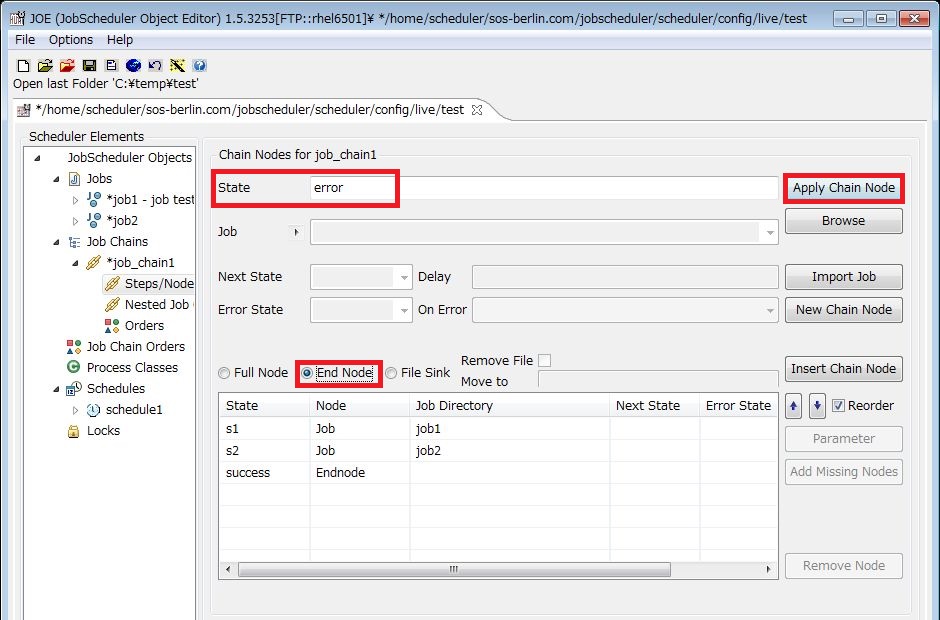 JOE (JobScheduler Object Editor) 1.5.3253[FTP::rhel6501]¥ */home/scheduler/sos-berlin.com/jobscheduler/scheduler/config/live/test
File Options Help
Open last Folder 'C:¥temp¥test'
*/home/scheduler/sos-berlin.com/jobscheduler/scheduler/config/live/test
Scheduler Elements
JobScheduler Objects
Jobs
*job1 - job test
*job2
Job Chains
*job_chain1
Steps/Node
Nested Job
Orders
Job Chain Orders
Process Classes
Schedules
schedule1
Locks
Chain Nodes for job_chain1
State error Apply Chain Node
Browse
Job
Next State Delay Import Job
Error State On Error New Chain Node
Full Node End Node File Sink Remove File
Move to
Insert Chain Node
State Node Job Directory Next State Error State
s1 Job job1
s2 Job job2
success Endnode
Reorder
Parameter
Add Missing Nodes
Remove Node